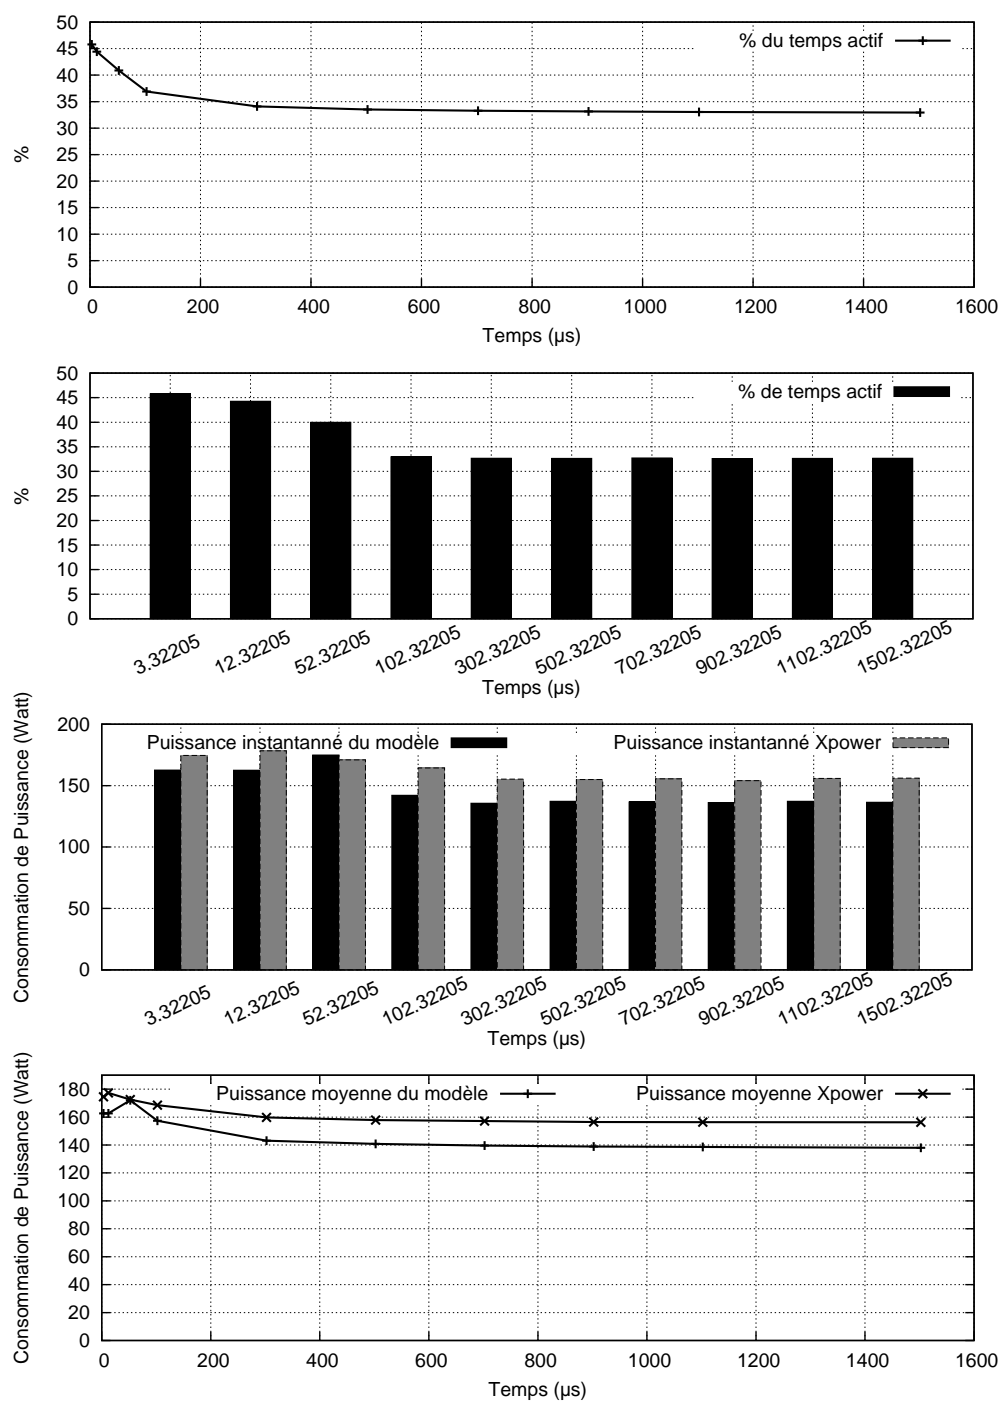 50
45
40
35
30
25
20
15
10
5
0
%
% du temps actif
0 200 400 600 800 1000 1200 1400 1600
Temps (µs)
50
45
40
35
30
25
20
15
10
5
0
%
% de temps actif
3.32205 12.32205 52.32205 102.32205 302.32205 502.32205 702.32205 902.32205 1102.32205 1502.32205
Temps (µs)
200
150
100
50
0
Consommation de Puissance (Watt)
Puissance instantanné du modèle Puissance instantanné Xpower
3.32205 12.32205 52.32205 102.32205 302.32205 502.32205 702.32205 902.32205 1102.32205 1502.32205
Temps (µs)
180
160
140
120
100
80
60
40
20
0
Consommation de Puissance (Watt)
Puissance moyenne du modèle Puissance moyenne Xpower
0 200 400 600 800 1000 1200 1400 1600
Temps (µs)